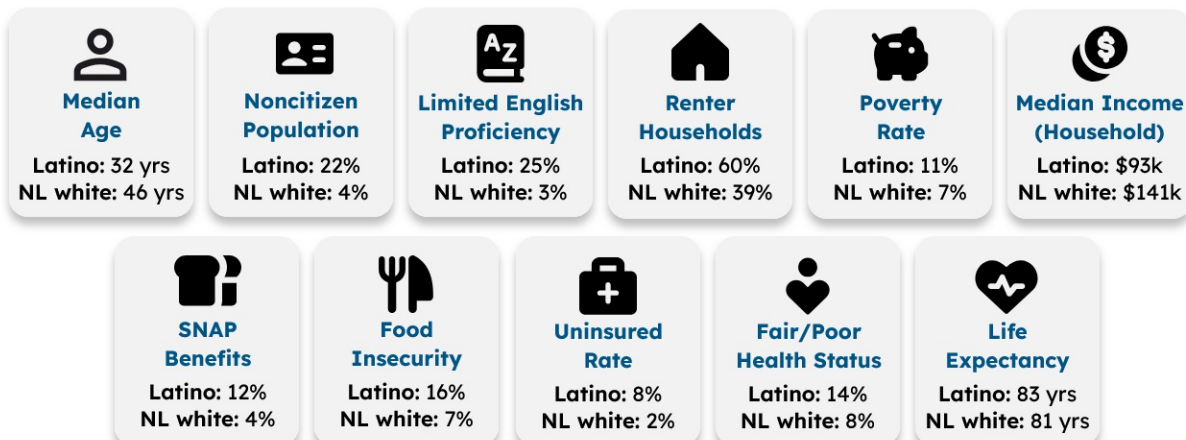 AZ
Median
Age
Latino: 32 yrs
NL white: 46 yrs
Noncitizen
Population
Latino: 22%
NL white: 4%
Limited English
Proficiency
Latino: 25%
NL white: 3%
Renter
Households
Latino: 60%
NL white: 39%
Poverty
Rate
Latino: 11%
NL white: 7%
$
Median Income
(Household)
Latino: $93k
NL white: $141k
SNAP
Benefits
Latino: 12%
NL white: 4%
Food
Insecurity
Latino: 16%
NL white: 7%
Uninsured
Rate
Latino: 8%
NL white: 2%
Fair/Poor
Health Status
Latino: 14%
NL white: 8%
Life
Expectancy
Latino: 83 yrs
NL white: 81 yrs